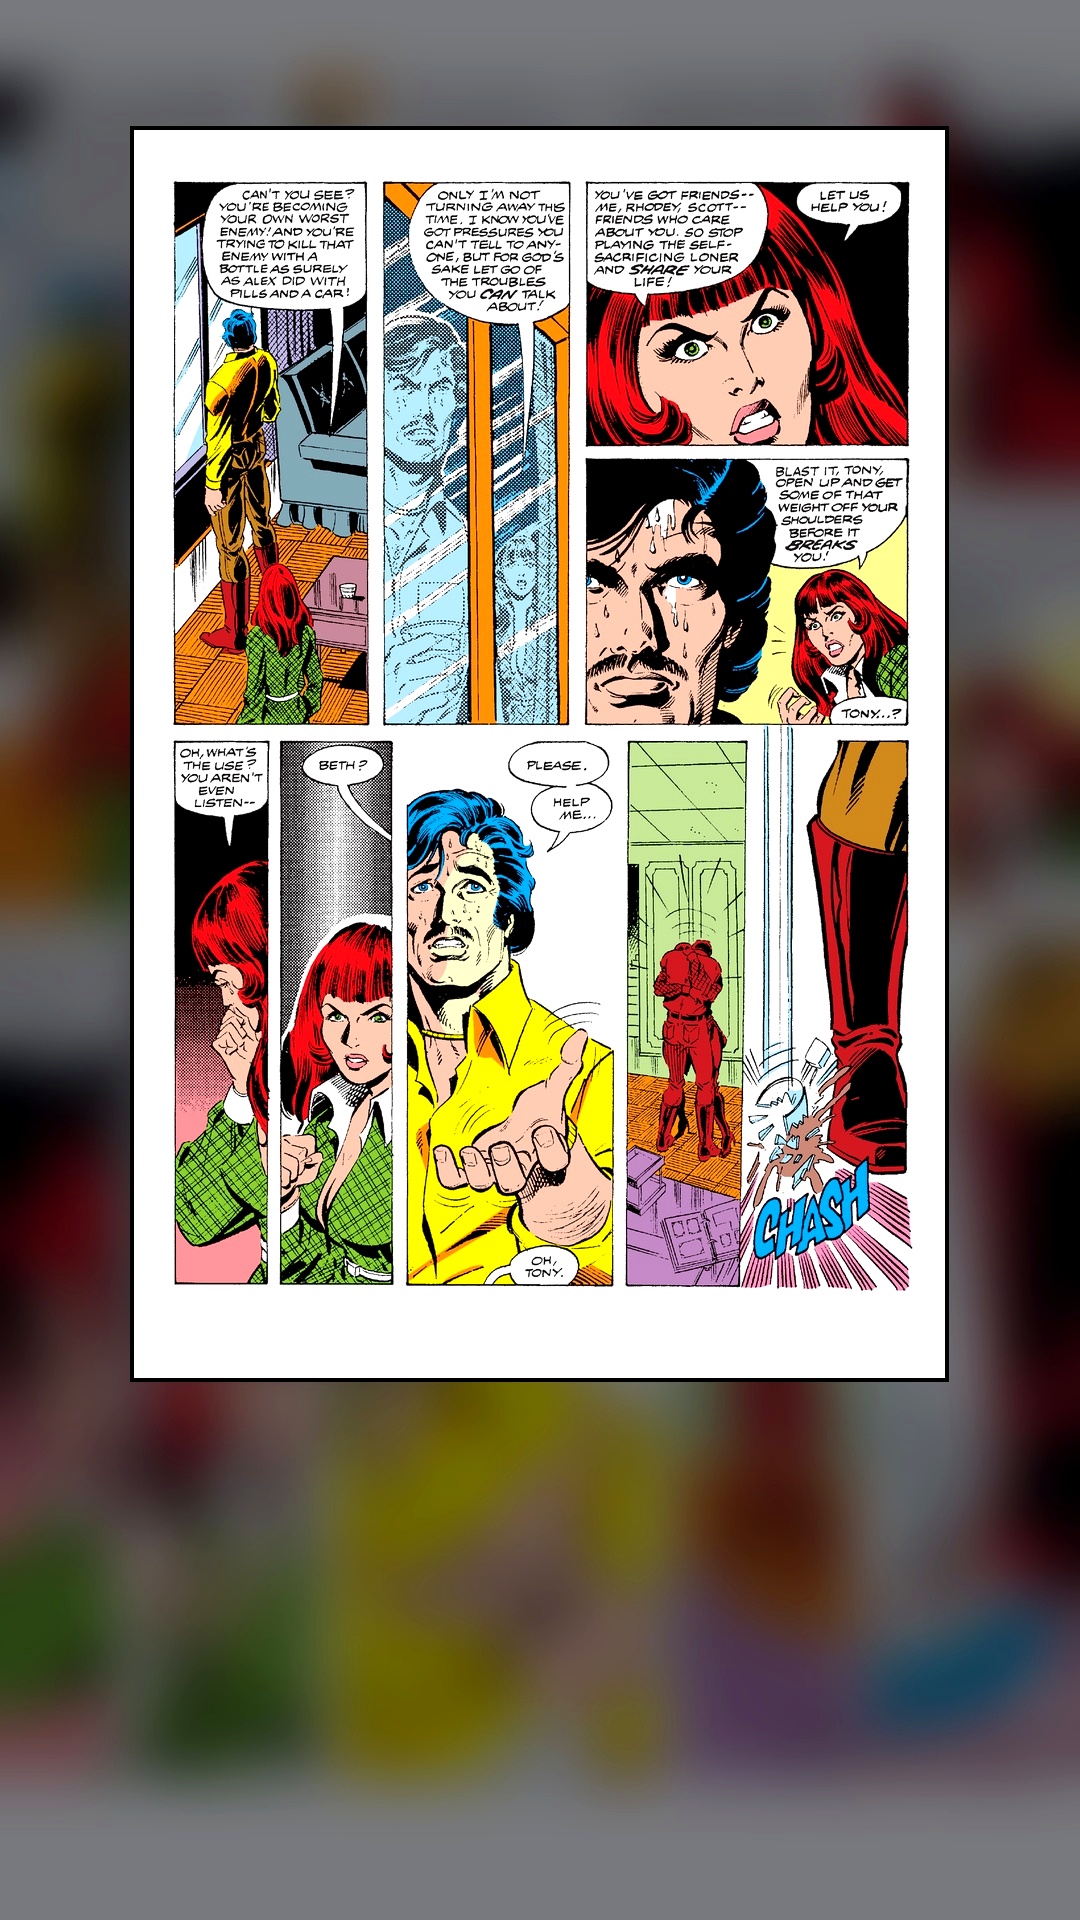 CAN'T YOU SEE?
YOU'RE BECOMING
YOUR OWN WORST
ENEMY! AND YOU'RE
TRYING TO KILL THAT
ENEMY WITH A
BOTTLE AS SURELY
AS ALEX DID WITH
PILLS AND A CAR!
ONLY I'M NOT
TURNING AWAY THIS
TIME. I KNOW YOU'VE
GOT PRESSURES YOU
CAN'T TELL TO ANY-
ONE, BUT FOR GOD'S
SAKE LET GO OF
THE TROUBLES
YOU CAN TALK
ABOUT!
YOU'VE GOT FRIENDS--
ME, RHODEY, SCOTT--
FRIENDS WHO CARE
ABOUT YOU. SO STOP
PLAYING THE SELF-
SACRIFICING LONER
AND SHARE YOUR
LIFE!
LET US
HELP YOU!
BLAST IT, TONY,
OPEN UP AND GET
SOME OF THAT
WEIGHT OFF YOUR
SHOULDERS
BEFORE IT
BREAKS
YOU!
TONY...?
OH, WHAT'S
THE USE?
YOU AREN'T
EVEN
LISTEN--
BETH?
PLEASE.
HELP
ME...
OH,
TONY.
CHASH